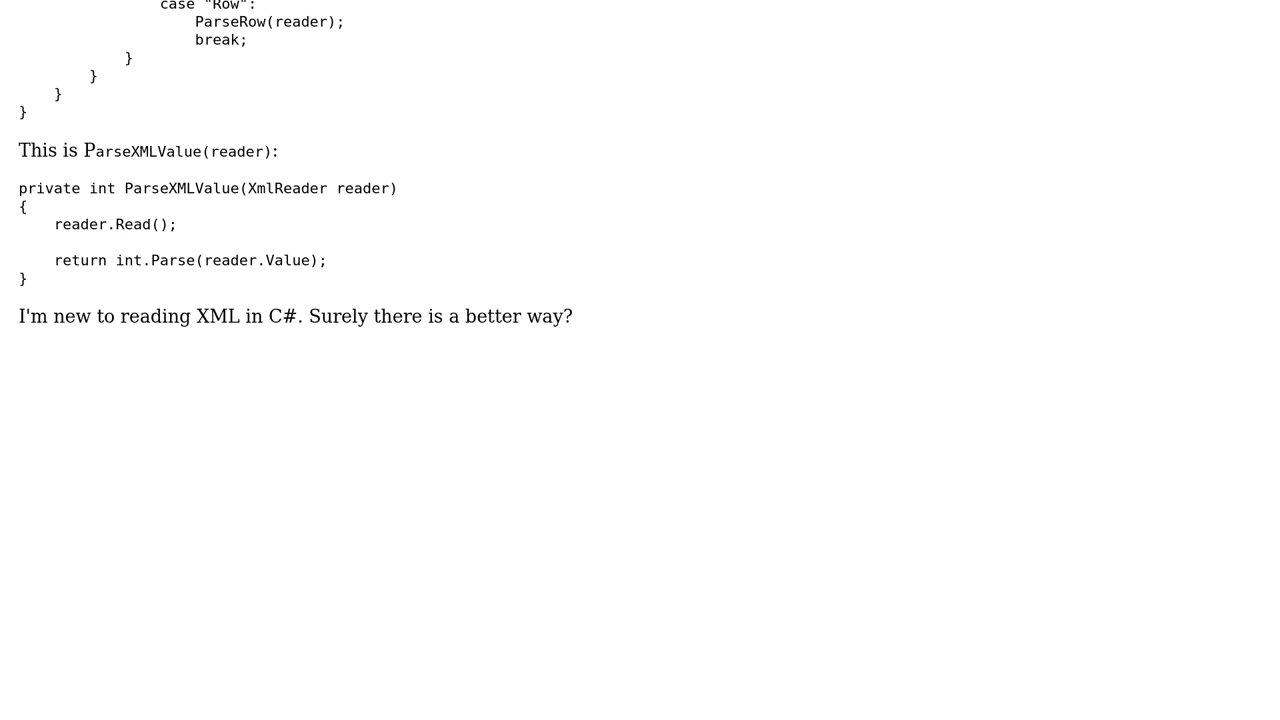 case "Row":
ParseRow(reader);
break;
}
}
}
}
This is ParseXMLValue(reader):
private int ParseXMLValue(XmlReader reader)
{
reader.Read();
return int.Parse(reader.Value);
}
I'm new to reading XML in C#. Surely there is a better way?